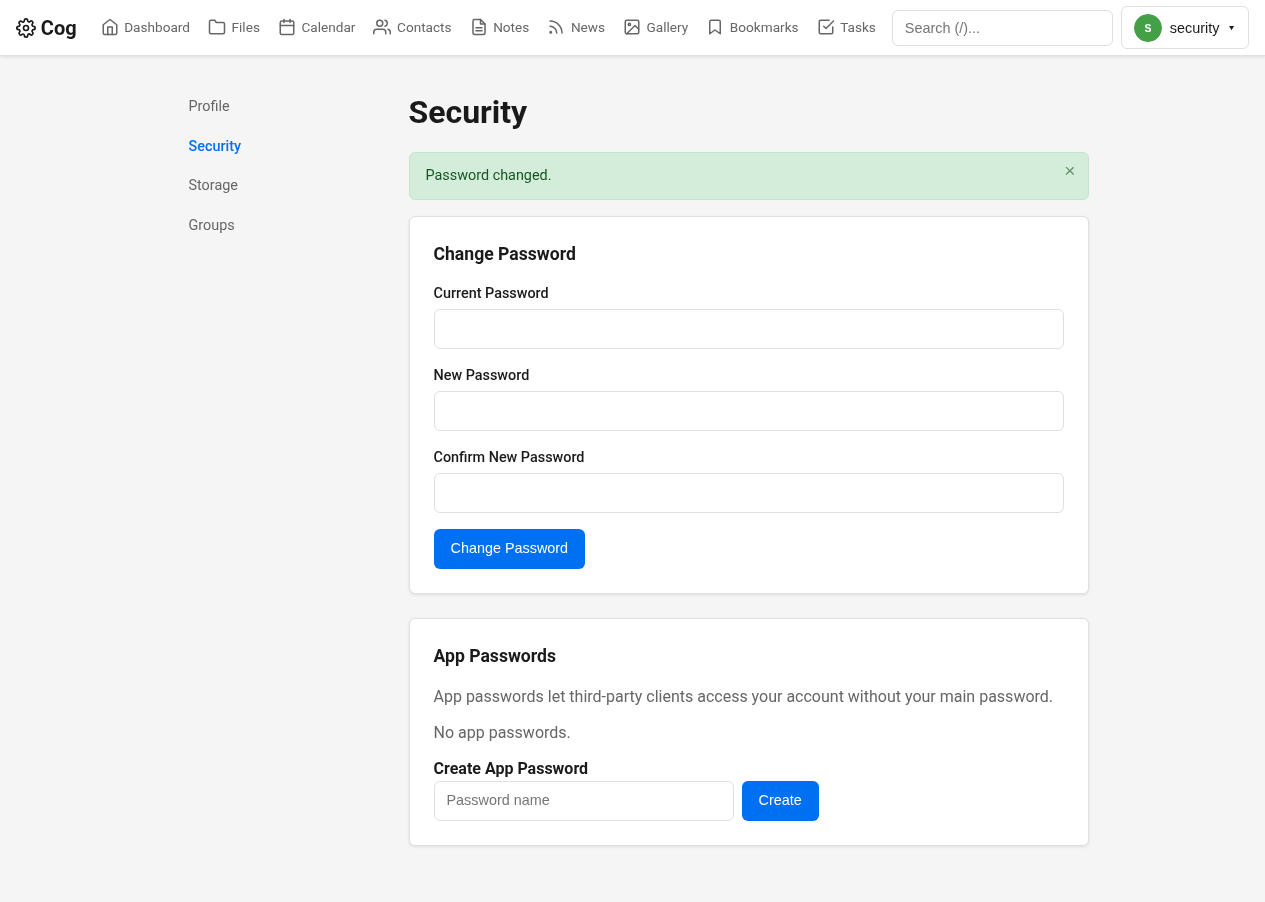 Cog
Dashboard
Files
Calendar
Contacts
Notes
News
Gallery
Bookmarks
Tasks
Search (/)...
S
security ▾
Profile
Security
Storage
Groups
Security
Password changed.
×
Change Password
Current Password
New Password
Confirm New Password
Change Password
App Passwords
App passwords let third-party clients access your account without your main password.
No app passwords.
Create App Password
Password name
Create